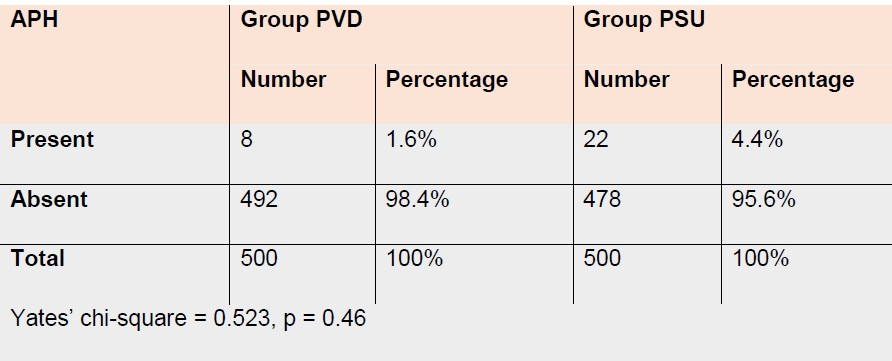 APH Group PVD Group PSU
Number Percentage Number Percentage
Present 8 1.6% 22 4.4%
Absent 492 98.4% 478 95.6%
Total 500 100% 500 100%
Yates’ chi-square = 0.523, p = 0.46